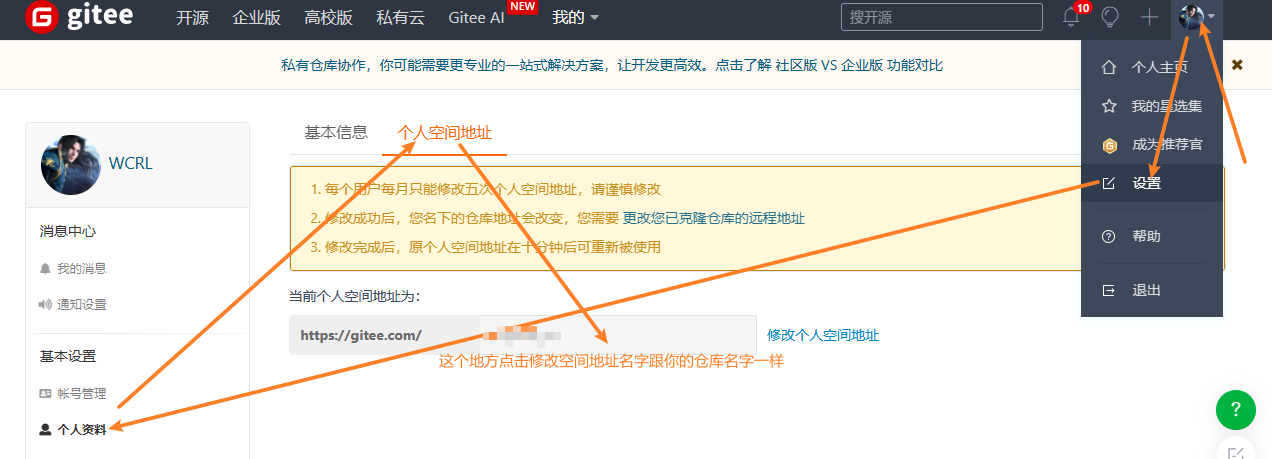 gitee
开源 企业版 高校版 私有云 Gitee AI NEW 我的
搜开源
10
私有仓库协作，你可能需要更专业的一站式解决方案，让开发更高效。点击了解 社区版 VS 企业版 功能对比
个人主页
我的星选集
成为推荐官
设置
帮助
退出
WCRL
消息中心
我的消息
通知设置
基本设置
帐号管理
个人资料
基本信息 个人空间地址
1. 每个用户每月只能修改五次个人空间地址，请谨慎修改
2. 修改成功后，您名下的仓库地址会改变，您需要 更改您已克隆仓库的远程地址
3. 修改完成后，原个人空间地址在十分钟后可重新被使用
当前个人空间地址为：
https://gitee.com/
修改个人空间地址
这个地方点击修改空间地址名字跟你的仓库名字一样
?